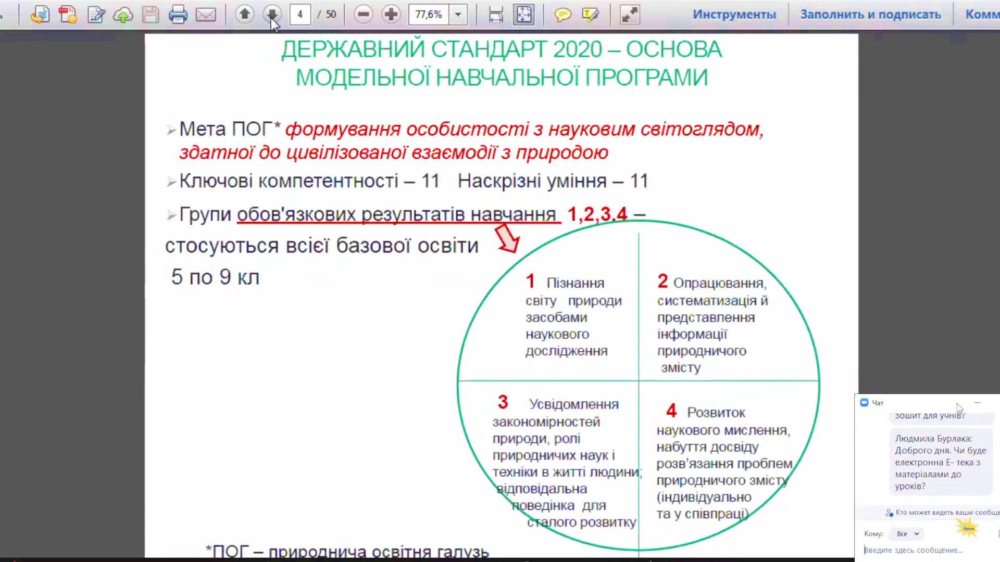 4 / 50
77,6%
Инструменты
Заполнить и подписать
Комм
ДЕРЖАВНИЙ СТАНДАРТ 2020 – ОСНОВА
МОДЕЛЬНОЇ НАВЧАЛЬНОЇ ПРОГРАМИ
Мета ПОГ* формування особистості з науковим світоглядом,
здатної до цивілізованої взаємодії з природою
Ключові компетентності – 11 Наскрізні уміння – 11
Групи обов'язкових результатів навчання 1,2,3,4 –
стосуються всієї базової освіти
5 по 9 кл
1 Пізнання
світу природи
засобами
наукового
дослідження
2 Опрацювання,
систематизація й
представлення
інформації
природничого
змісту
3 Усвідомлення
закономірностей
природи, ролі
природничих наук і
техніки в житті людини;
відповідальна
поведінка для
сталого розвитку
4 Розвиток
наукового мислення,
набуття досвіду
розв’язання проблем
природничого змісту
(індивідуально
та у співпраці)
*ПОГ – природнича освітня галузь
Чат
зошит для учнів?
Людмила Бурлака:
Доброго дня. Чи буде
електронна Е- тека з
матеріалами до
уроків?
Кто может видеть ваши сообще
Оріон
Кому: Все
Введите здесь сообщение...